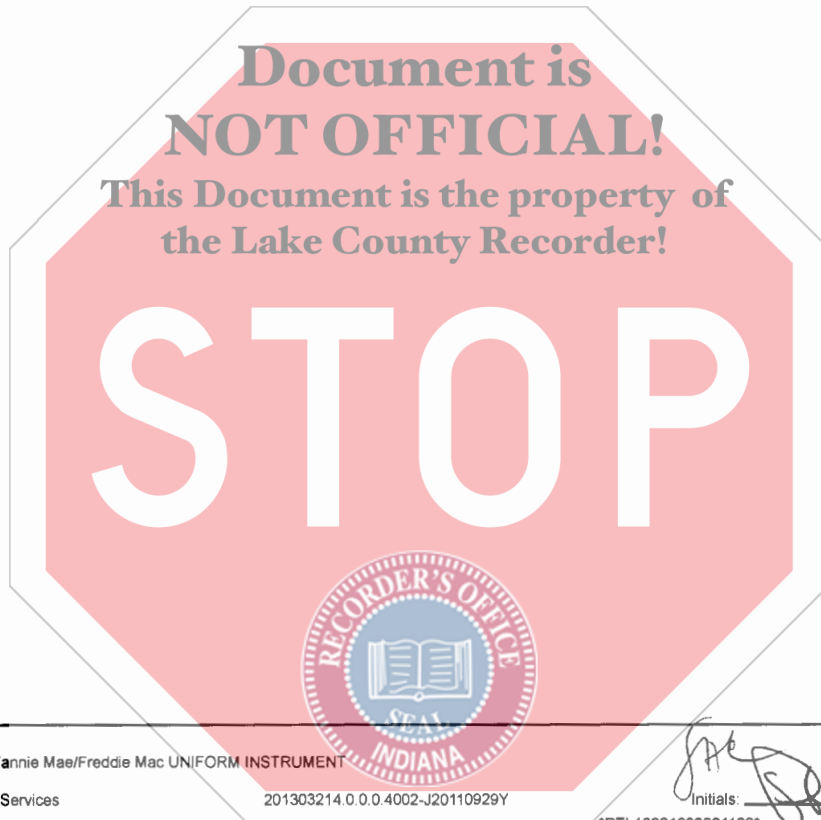 Document is
NOT OFFICIAL!
This Document is the property of
the Lake County Recorder!
STOP
RECORDER'S OFFICE
SEAL
INDIANA
annie Mae/Freddie Mac UNIFORM INSTRUMENT
Services 201303214.0.0.0.4002-J20110929Y Initials: